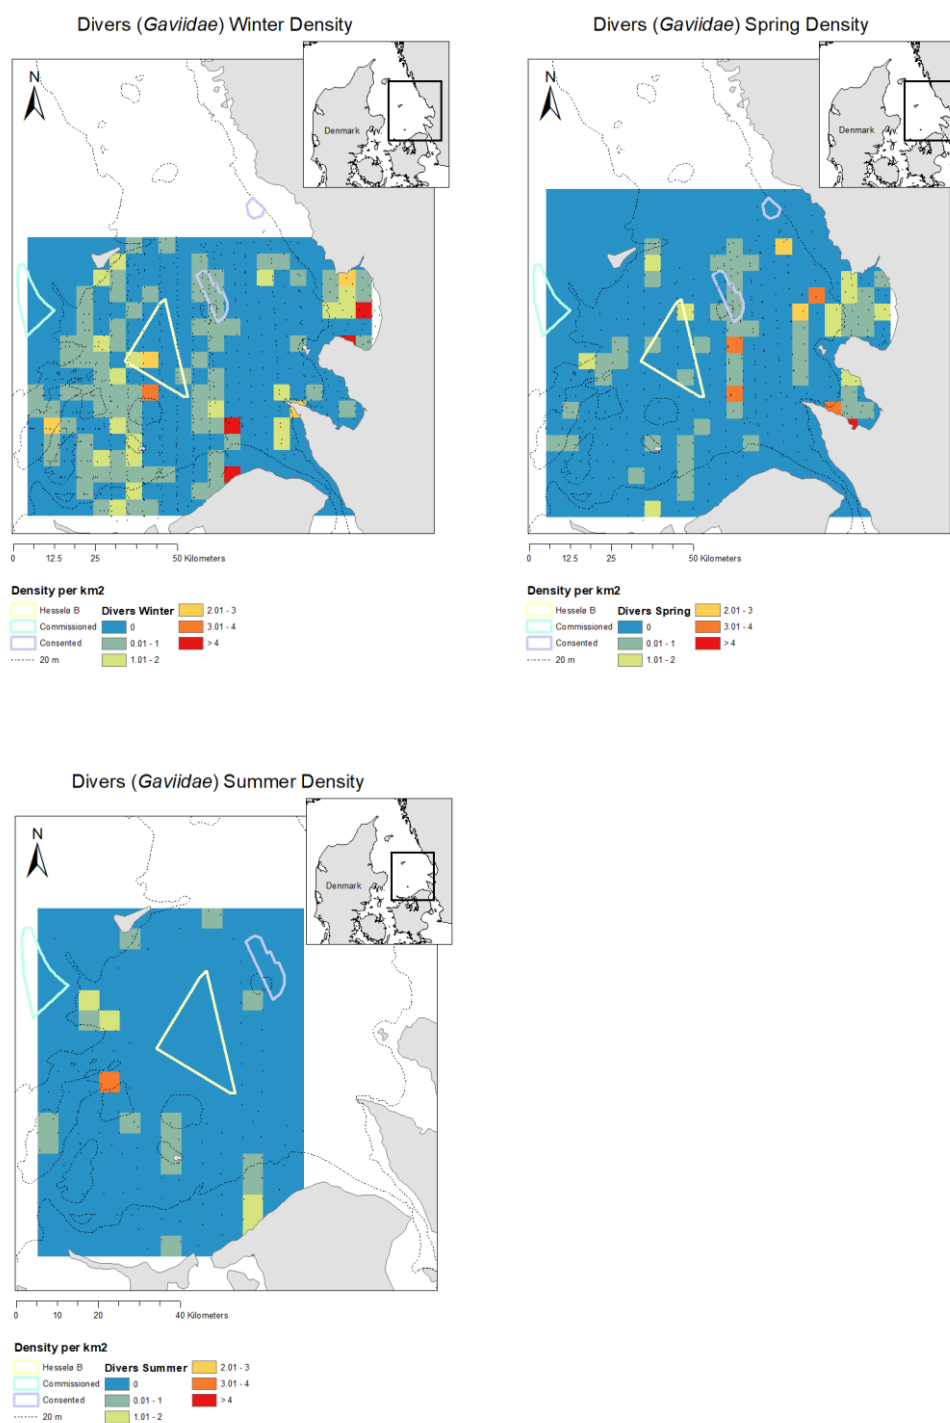 Divers (Gaviidae) Winter Density
N
Denmark
0 12.5 25 50 Kilometers
Density per km2
Hesselø B
Commissioned
Consented
20 m
Divers Winter
0
0.01 - 1
1.01 - 2
2.01 - 3
3.01 - 4
> 4
Divers (Gaviidae) Spring Density
N
Denmark
0 12.5 25 50 Kilometers
Density per km2
Hesselø B
Commissioned
Consented
20 m
Divers Spring
0
0.01 - 1
1.01 - 2
2.01 - 3
3.01 - 4
> 4
Divers (Gaviidae) Summer Density
N
Denmark
0 10 20 40 Kilometers
Density per km2
Hesselø B
Commissioned
Consented
20 m
Divers Summer
0
0.01 - 1
1.01 - 2
2.01 - 3
3.01 - 4
> 4